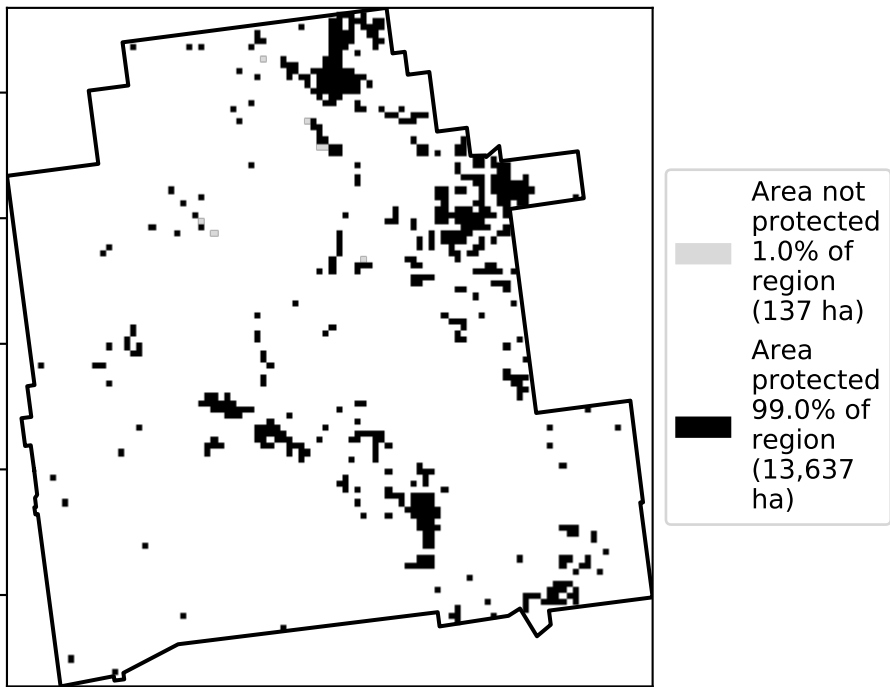 Area not
protected
1.0% of
region
(137 ha)
Area
protected
99.0% of
region
(13,637
ha)